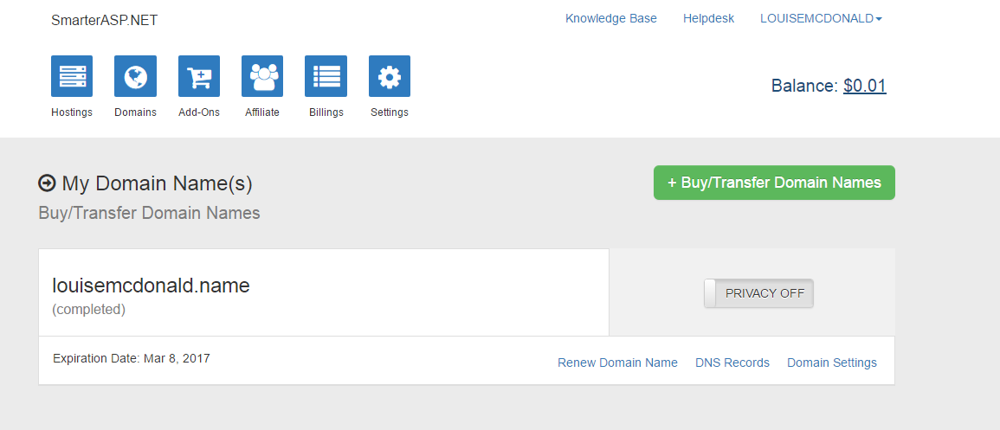 SmarterASP.NET
Knowledge Base Helpdesk LOUISEMCDONALD
Hostings Domains Add-Ons Affiliate Billings Settings
Balance: $0.01
My Domain Name(s)
+ Buy/Transfer Domain Names
Buy/Transfer Domain Names
louisemcdonald.name
(completed)
PRIVACY OFF
Expiration Date: Mar 8, 2017
Renew Domain Name DNS Records Domain Settings